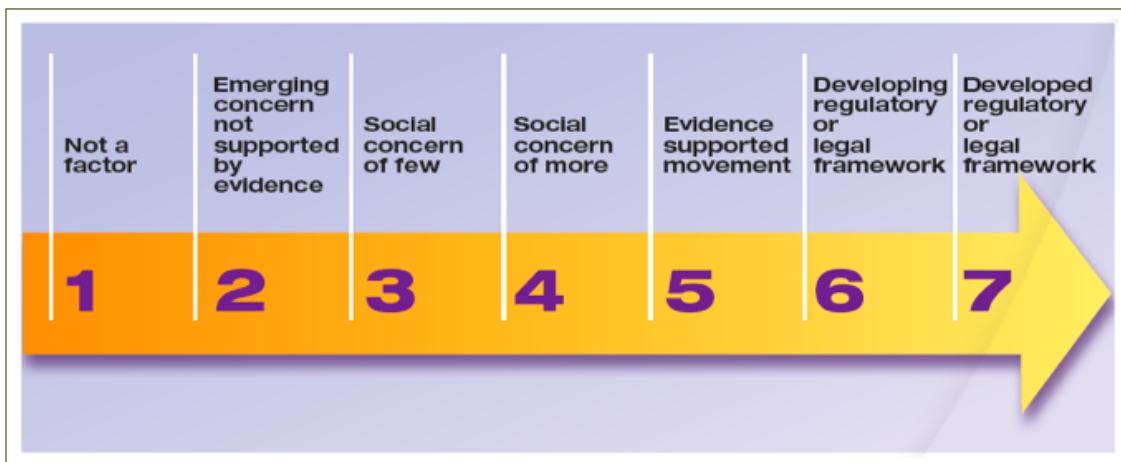 Not a
factor
Emerging
concern
not
supported
by
evidence
Social
concern
of few
Social
concern
of more
Evidence
supported
movement
Developing
regulatory
or
legal
framework
Developed
regulatory
or
legal
framework
1
2
3
4
5
6
7